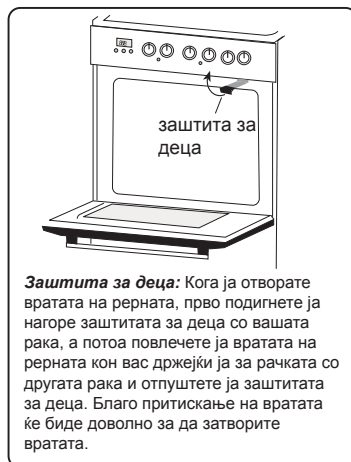 заштита за
деца
Заштита за деца: Кога ја отворате
вратата на рерната, прво подигнете ја
нагоре заштитата за деца со вашата
рака, а потоа повлечете ја вратата на
рерната кон вас држејќи ја за рачката со
другата рака и отпуштете ја заштитата
за деца. Благо притискање на вратата
ќе биде доволно за да затворите
вратата.